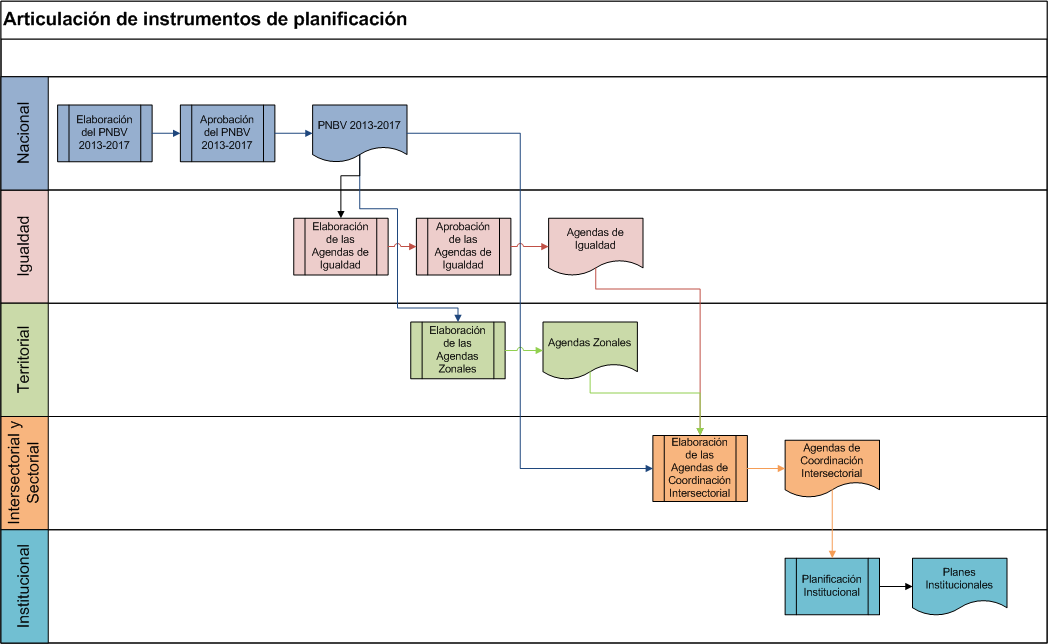 Articulación de instrumentos de planificación
Nacional
Elaboración
del PNBV
2013-2017
Aprobación
del PNBV
2013-2017
PNBV 2013-2017
Igualdad
Elaboración
de las
Agendas de
Igualdad
Aprobación
de las
Agendas de
Igualdad
Agendas de
Igualdad
Territorial
Elaboración
de las
Agendas
Zonales
Agendas Zonales
Intersectorial y
Sectorial
Elaboración
de las
Agendas de
Coordinación
Intersectorial
Agendas de
Coordinación
Intersectorial
Institucional
Planificación
Institucional
Planes
Institucionales